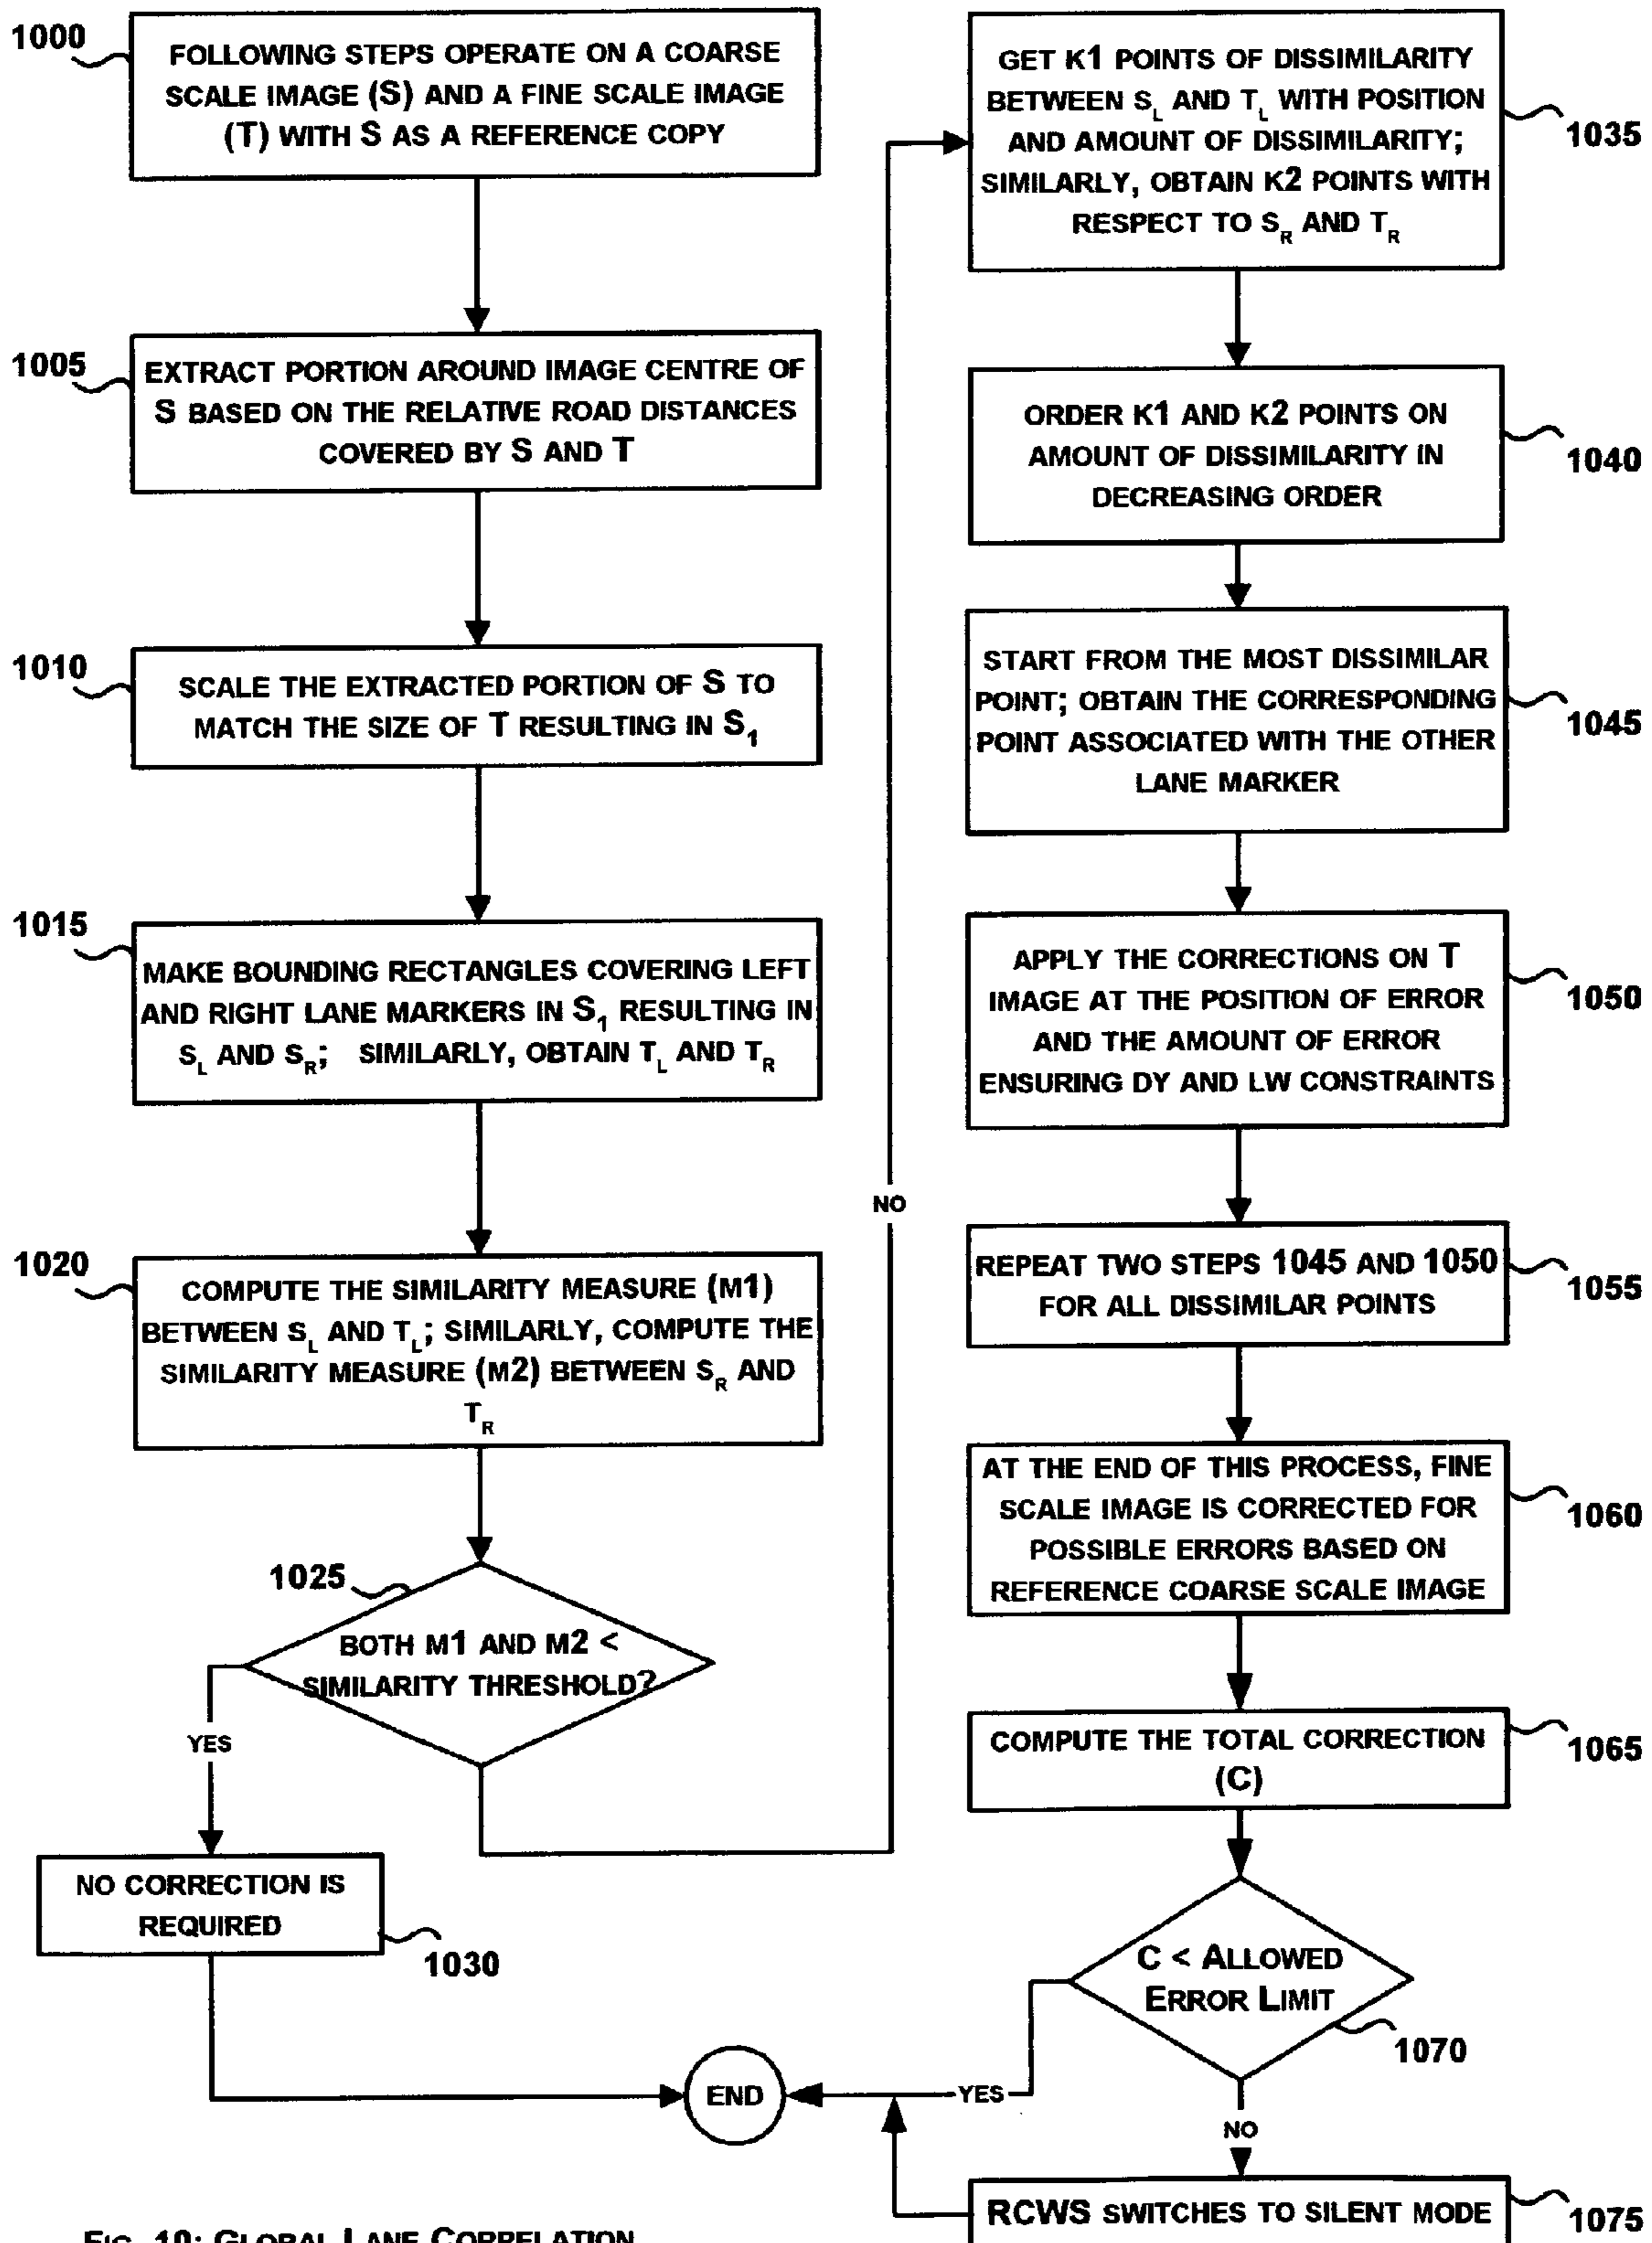 1000
FOLLOWING STEPS OPERATE ON A COARSE
SCALE IMAGE (S) AND A FINE SCALE IMAGE
(T) WITH S AS A REFERENCE COPY
1005
EXTRACT PORTION AROUND IMAGE CENTRE OF
S BASED ON THE RELATIVE ROAD DISTANCES
COVERED BY S AND T
1010
SCALE THE EXTRACTED PORTION OF S TO
MATCH THE SIZE OF T RESULTING IN S1
1015
MAKE BOUNDING RECTANGLES COVERING LEFT
AND RIGHT LANE MARKERS IN S1 RESULTING IN
SL AND SR; SIMILARLY, OBTAIN TL AND TR
1020
COMPUTE THE SIMILARITY MEASURE (M1)
BETWEEN SL AND TL; SIMILARLY, COMPUTE THE
SIMILARITY MEASURE (M2) BETWEEN SR AND
TR
1025
BOTH M1 AND M2 <
SIMILARITY THRESHOLD?
YES
NO
NO CORRECTION IS
REQUIRED
1030
GET K1 POINTS OF DISSIMILARITY
BETWEEN SL AND TL WITH POSITION
AND AMOUNT OF DISSIMILARITY;
SIMILARLY, OBTAIN K2 POINTS WITH
RESPECT TO SR AND TR
1035
ORDER K1 AND K2 POINTS ON
AMOUNT OF DISSIMILARITY IN
DECREASING ORDER
1040
START FROM THE MOST DISSIMILAR
POINT; OBTAIN THE CORRESPONDING
POINT ASSOCIATED WITH THE OTHER
LANE MARKER
1045
APPLY THE CORRECTIONS ON T
IMAGE AT THE POSITION OF ERROR
AND THE AMOUNT OF ERROR
ENSURING DY AND LW CONSTRAINTS
1050
REPEAT TWO STEPS 1045 AND 1050
FOR ALL DISSIMILAR POINTS
1055
AT THE END OF THIS PROCESS, FINE
SCALE IMAGE IS CORRECTED FOR
POSSIBLE ERRORS BASED ON
REFERENCE COARSE SCALE IMAGE
1060
COMPUTE THE TOTAL CORRECTION
(C)
1065
C < ALLOWED
ERROR LIMIT
1070
YES
END
NO
RCWS SWITCHES TO SILENT MODE
1075
FIG. 10: GLOBAL LANE CORRELATION